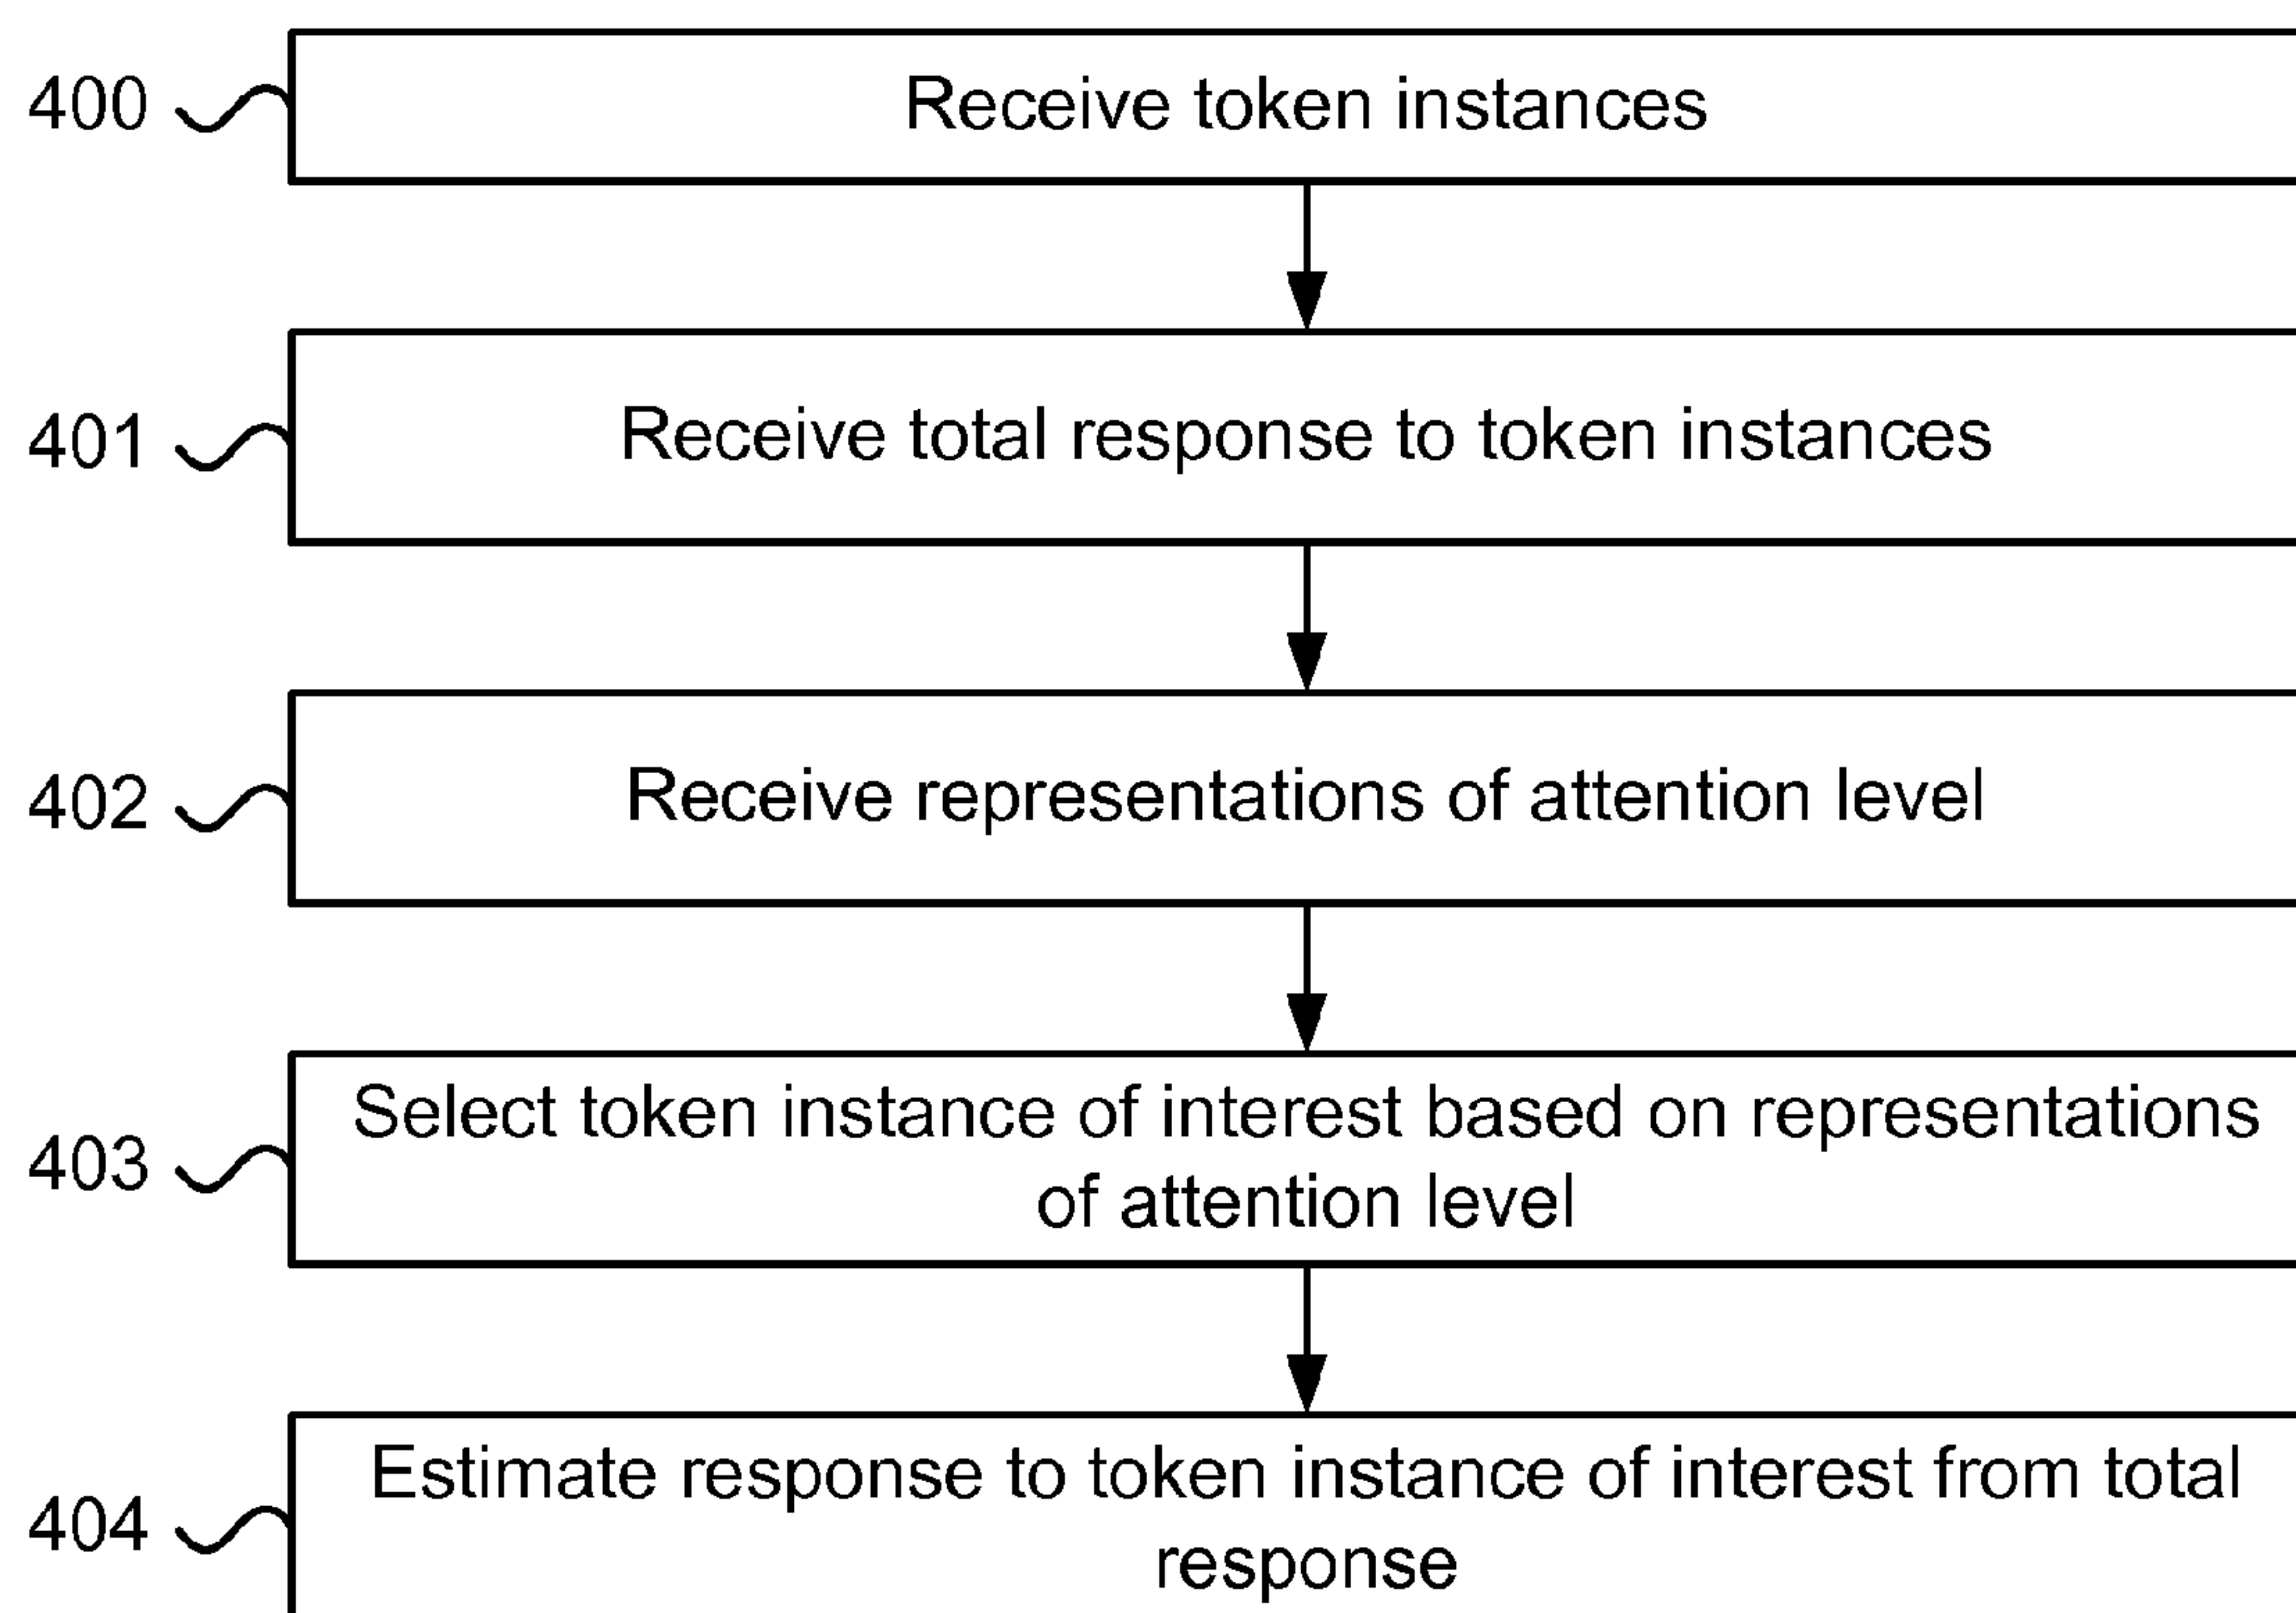 400 Receive token instances
401 Receive total response to token instances
402 Receive representations of attention level
403 Select token instance of interest based on representations
of attention level
404 Estimate response to token instance of interest from total
response